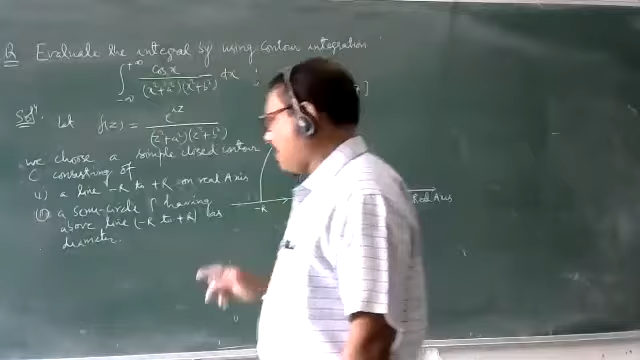 Q Evaluate the integral by using contour integration
∫_{-∞}^{+∞} cos x / (x²+a²)(x²+b²) dx ; ]
Solⁿ. Let f(z) = e^{iz} / (z²+a²)(z²+b²)
we choose a simple closed contour
C consisting of
(i) a line -R to +R on real Axis
(ii) a semi-circle Γ having
above line (-R to +R) as
diameter.
-R
Real Axis